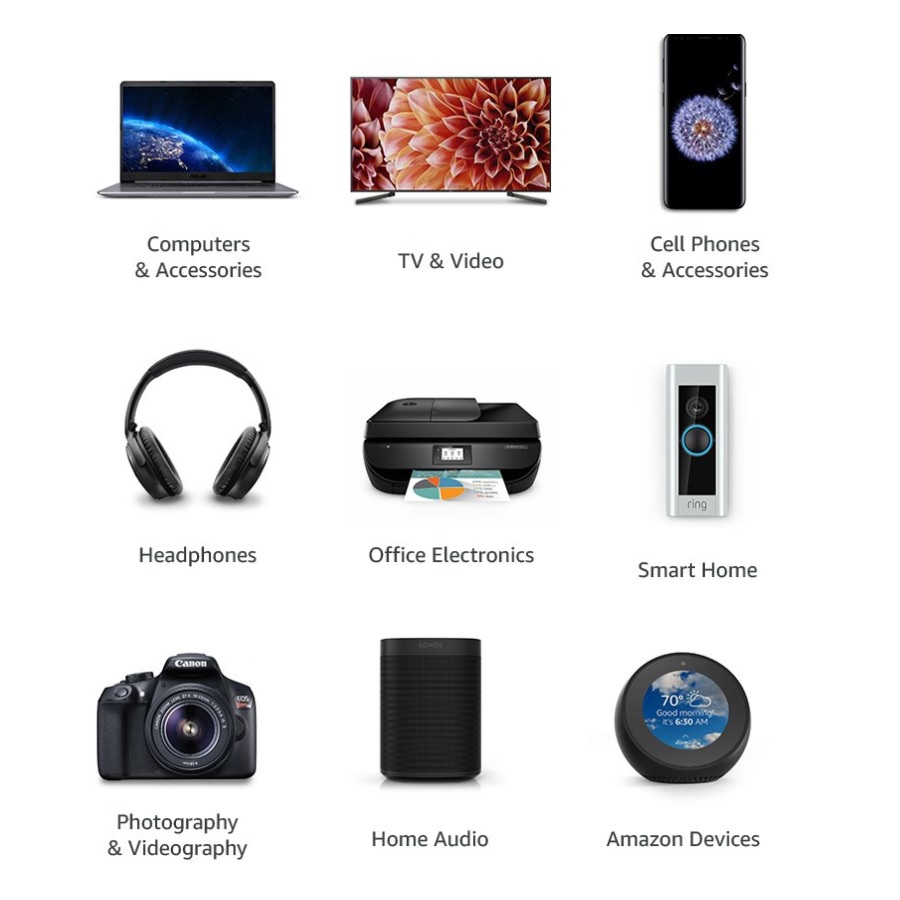 ASUS
Computers
& Accessories
TV & Video
Cell Phones
& Accessories
Headphones
Office Electronics
ring
Smart Home
Canon
EOS
Photography
& Videography
SONOS
Home Audio
70°
Good morning!
it's 6:30 AM
Amazon Devices